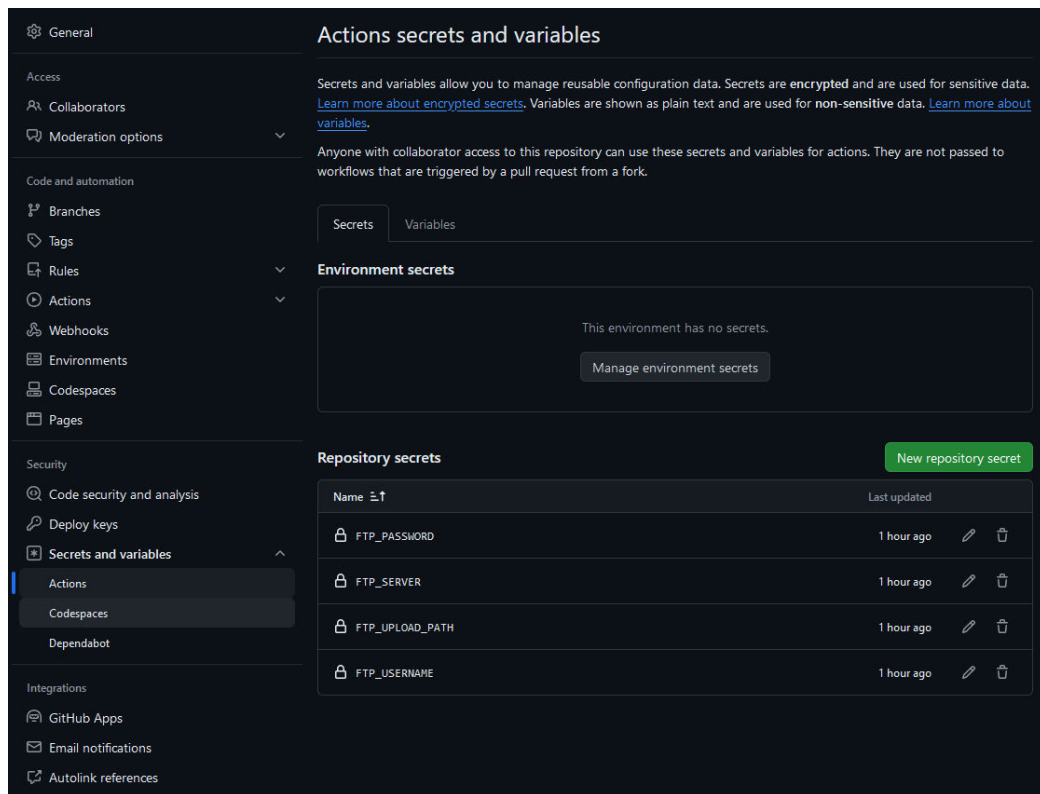 General
Access
Collaborators
Moderation options
Code and automation
Branches
Tags
Rules
Actions
Webhooks
Environments
Codespaces
Pages
Security
Code security and analysis
Deploy keys
Secrets and variables
Actions
Codespaces
Dependabot
Integrations
GitHub Apps
Email notifications
Autolink references
Actions secrets and variables
Secrets and variables allow you to manage reusable configuration data. Secrets are encrypted and are used for sensitive data.
Learn more about encrypted secrets. Variables are shown as plain text and are used for non-sensitive data. Learn more about
variables.
Anyone with collaborator access to this repository can use these secrets and variables for actions. They are not passed to
workflows that are triggered by a pull request from a fork.
Secrets Variables
Environment secrets
This environment has no secrets.
Manage environment secrets
Repository secrets New repository secret
Name Last updated
FTP_PASSWORD 1 hour ago
FTP_SERVER 1 hour ago
FTP_UPLOAD_PATH 1 hour ago
FTP_USERNAME 1 hour ago